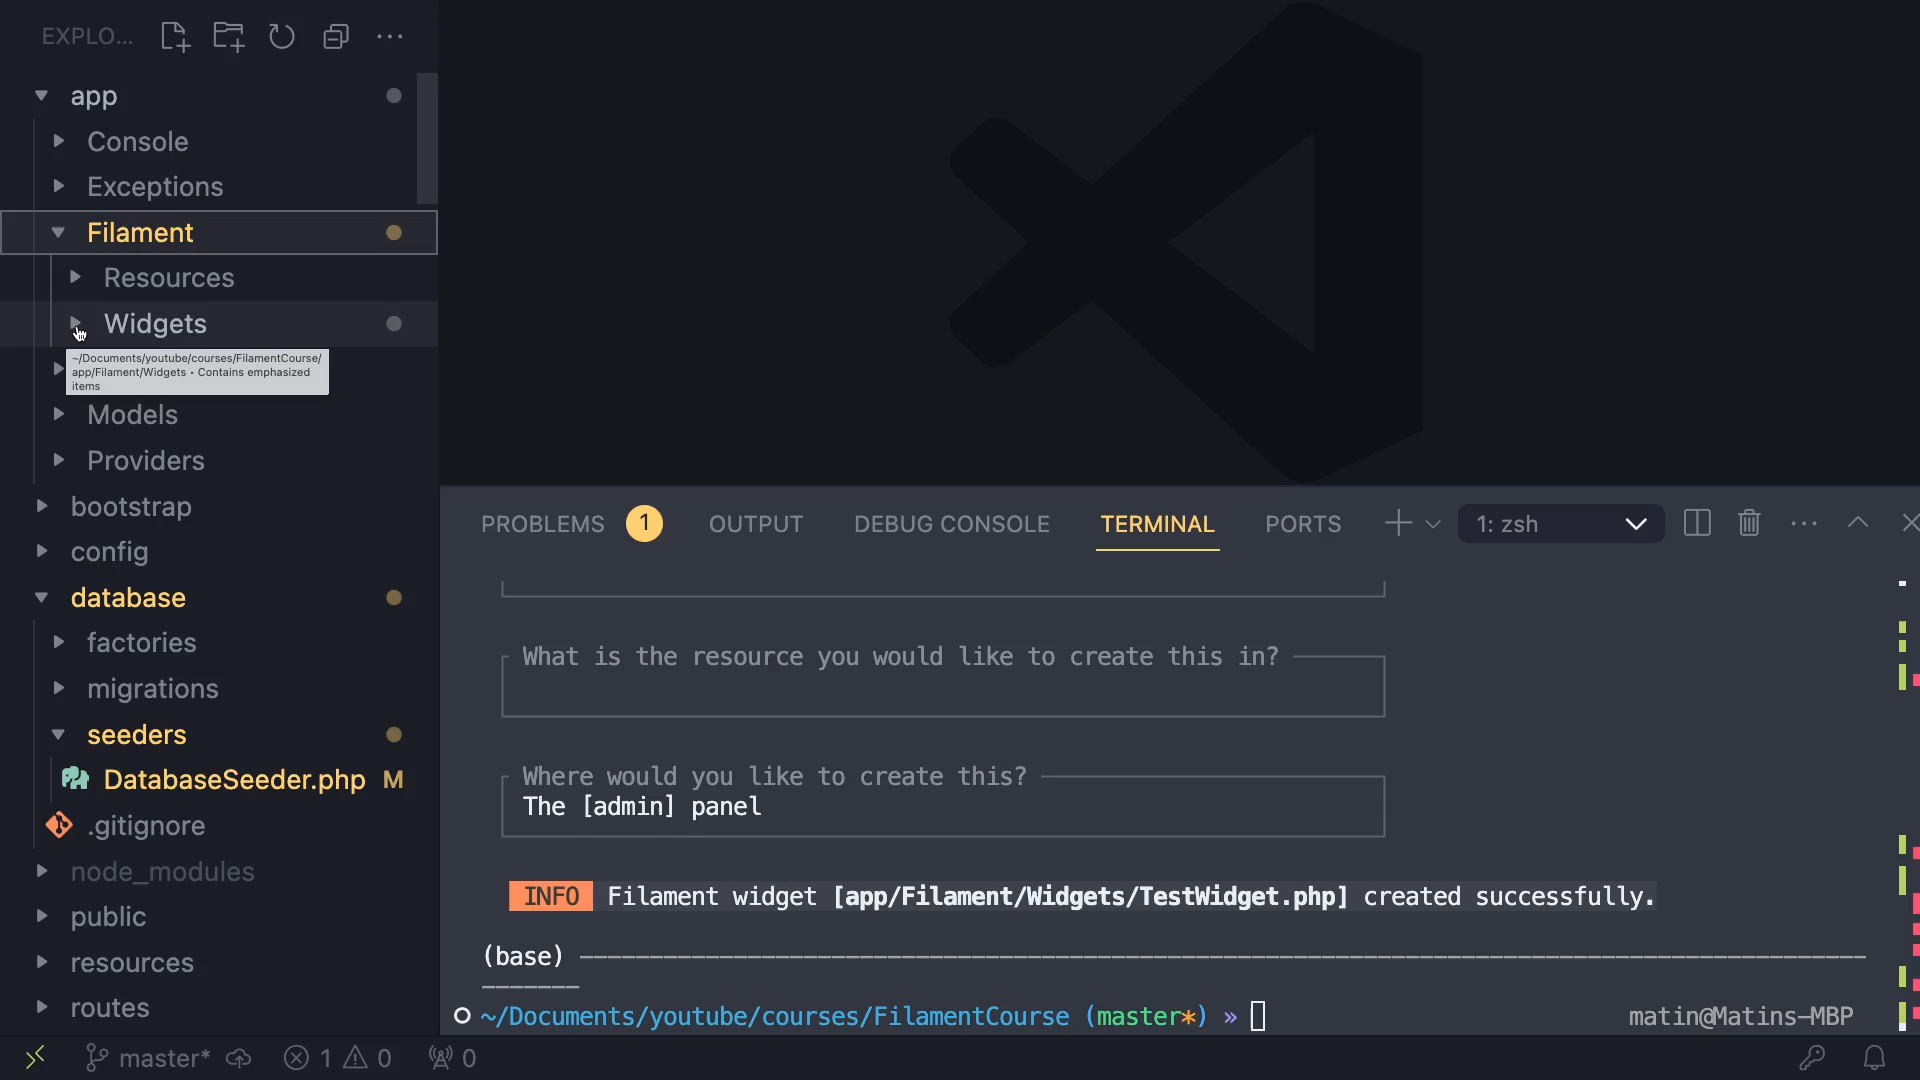 EXPLO...
app
Console
Exceptions
Filament
Resources
Widgets
~/Documents/youtube/courses/FilamentCourse/
app/Filament/Widgets • Contains emphasized
items
Models
Providers
bootstrap
config
database
factories
migrations
seeders
DatabaseSeeder.php M
.gitignore
node_modules
public
resources
routes
PROBLEMS 1 OUTPUT DEBUG CONSOLE TERMINAL PORTS 1: zsh
What is the resource you would like to create this in?
Where would you like to create this?
The [admin] panel
INFO Filament widget [app/Filament/Widgets/TestWidget.php] created successfully.
(base)
~/Documents/youtube/courses/FilamentCourse (master*) » matin@Matins-MBP
master* 1 0 0